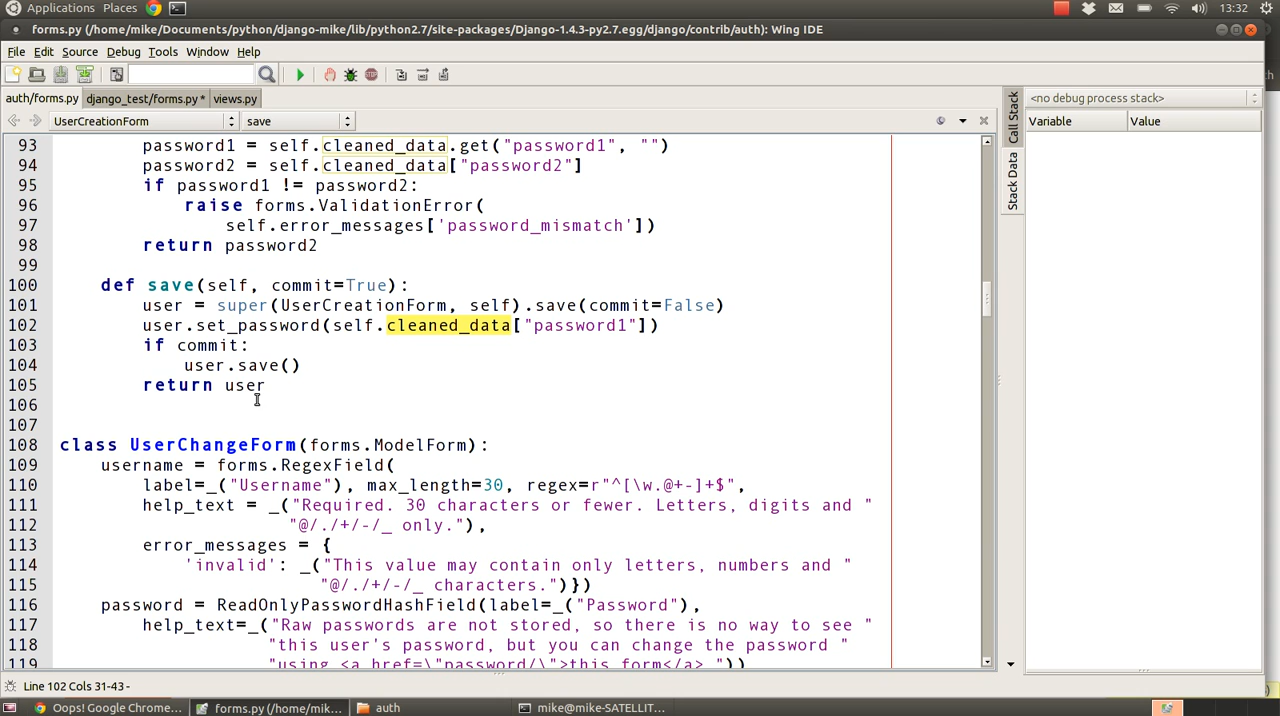 Applications Places 13:32
forms.py (/home/mike/Documents/python/django-mike/lib/python2.7/site-packages/Django-1.4.3-py2.7.egg/django/contrib/auth): Wing IDE
File Edit Source Debug Tools Window Help
auth/forms.py django_test/forms.py * views.py
UserCreationForm save
93 password1 = self.cleaned_data.get("password1", "")
94 password2 = self.cleaned_data["password2"]
95 if password1 != password2:
96 raise forms.ValidationError(
97 self.error_messages['password_mismatch'])
98 return password2
99
100 def save(self, commit=True):
101 user = super(UserCreationForm, self).save(commit=False)
102 user.set_password(self.cleaned_data["password1"])
103 if commit:
104 user.save()
105 return user
106
107
108 class UserChangeForm(forms.ModelForm):
109 username = forms.RegexField(
110 label=_("Username"), max_length=30, regex=r"^[\w.@+-]+$",
111 help_text = _("Required. 30 characters or fewer. Letters, digits and "
112 "@/./+/-/_ only."),
113 error_messages = {
114 'invalid': _("This value may contain only letters, numbers and "
115 "@/./+/-/_ characters.")})
116 password = ReadOnlyPasswordHashField(label=_("Password"),
117 help_text=_("Raw passwords are not stored, so there is no way to see "
118 "this user's password, but you can change the password "
119 "using <a href=\"password/\">this form</a>."))
Call Stack
Stack Data
<no debug process stack>
Variable Value
Line 102 Cols 31-43 -
Oops! Google Chrome... forms.py (/home/mik... auth mike@mike-SATELLIT...